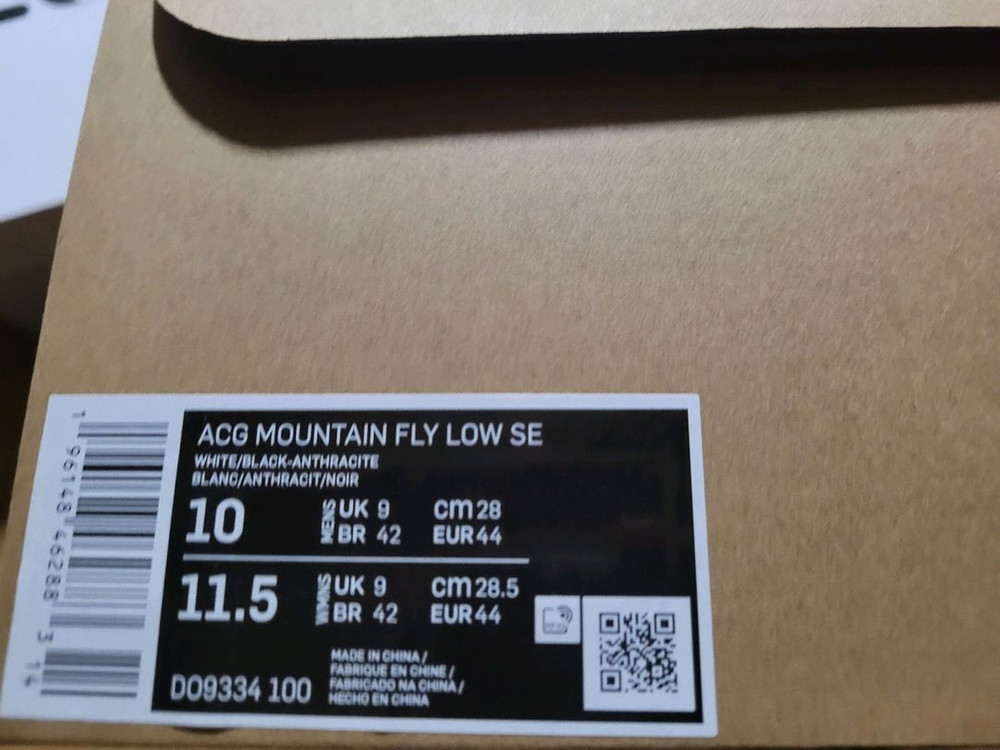 ACG MOUNTAIN FLY LOW SE
WHITE/BLACK-ANTHRACITE
BLANC/ANTHRACIT/NOIR
10 MENS UK 9 cm 28
BR 42 EUR 44
11.5 WMNS UK 9 cm 28.5
BR 42 EUR 44
DO9334 100
MADE IN CHINA /
FABRIQUE EN CHINE /
FABRICADO NA CHINA /
HECHO EN CHINA
1 96148 46288 3 14